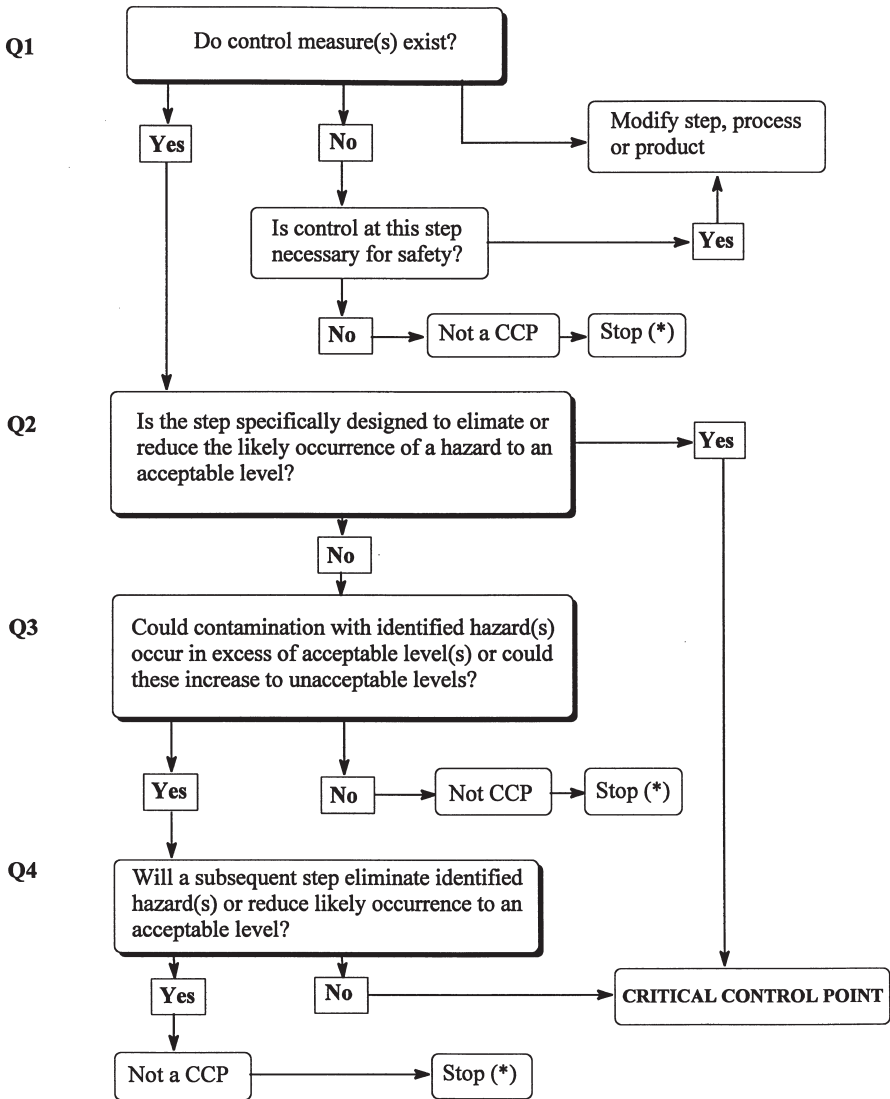 Q1
Do control measure(s) exist?
Yes
No
Modify step, process
or product
Is control at this step
necessary for safety?
Yes
No
Not a CCP
Stop (*)
Q2
Is the step specifically designed to elimate or
reduce the likely occurrence of a hazard to an
acceptable level?
Yes
No
Q3
Could contamination with identified hazard(s)
occur in excess of acceptable level(s) or could
these increase to unacceptable levels?
Yes
No
Not CCP
Stop (*)
Q4
Will a subsequent step eliminate identified
hazard(s) or reduce likely occurrence to an
acceptable level?
Yes
No
CRITICAL CONTROL POINT
Not a CCP
Stop (*)